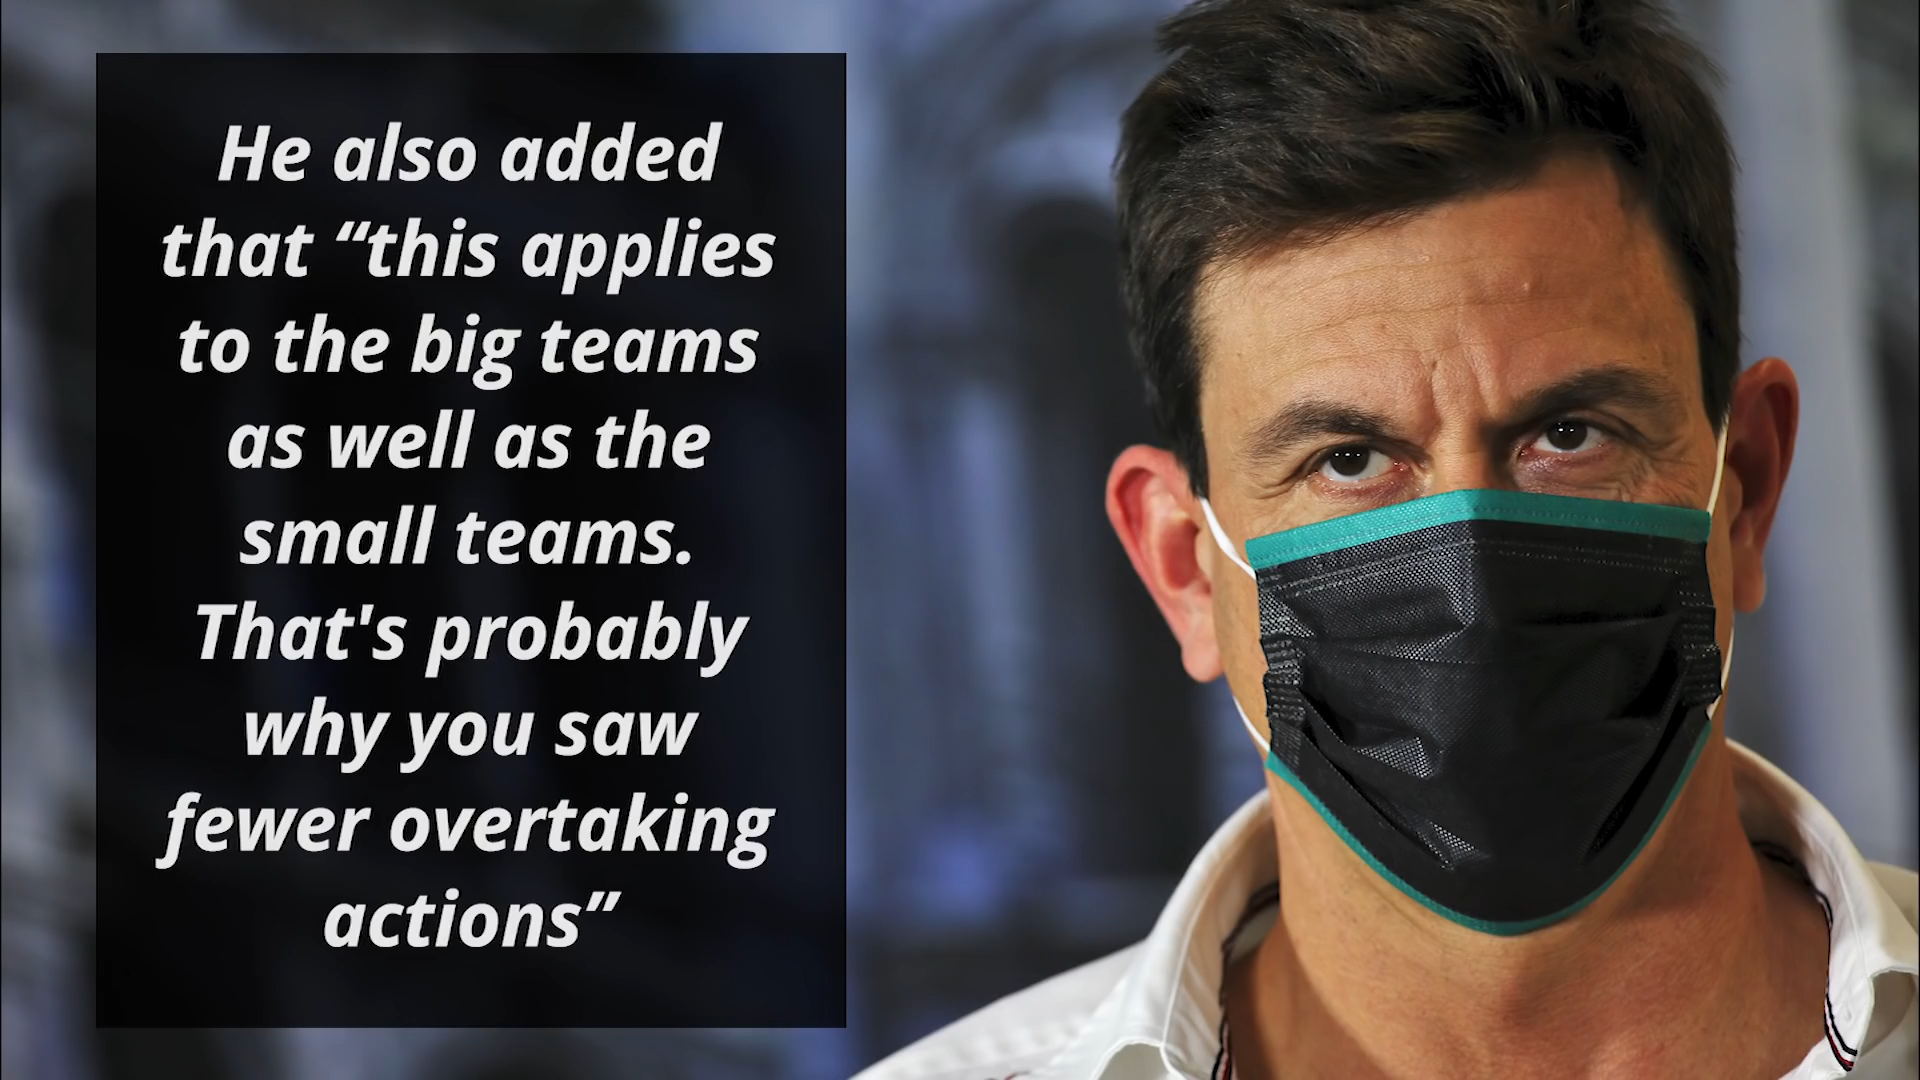 He also added
that “this applies
to the big teams
as well as the
small teams.
That's probably
why you saw
fewer overtaking
actions”